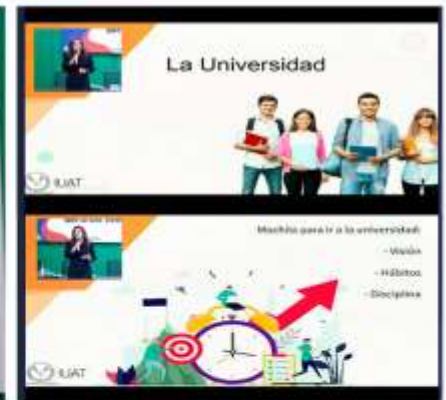 La Universidad
IUAT
Mochila para ir a la universidad:
- Visión
- Hábitos
- Disciplina
IUAT